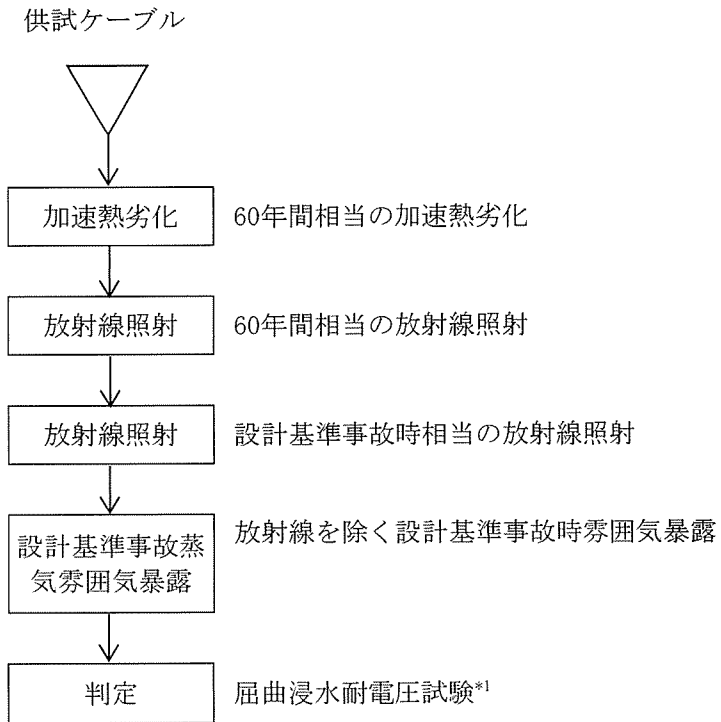 供試ケーブル
加速熱劣化 60年間相当の加速熱劣化
放射線照射 60年間相当の放射線照射
放射線照射 設計基準事故時相当の放射線照射
設計基準事故蒸
気雰囲気暴露
放射線を除く設計基準事故時雰囲気暴露
判定 屈曲浸水耐電圧試験*1